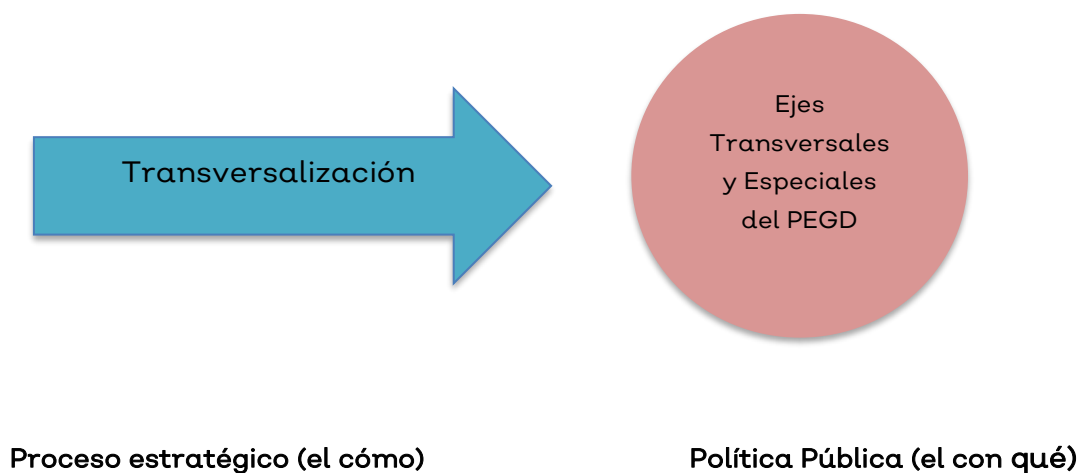 Transversalización
Ejes
Transversales
y Especiales
del PEGD
Proceso estratégico (el cómo)
Política Pública (el con qué)